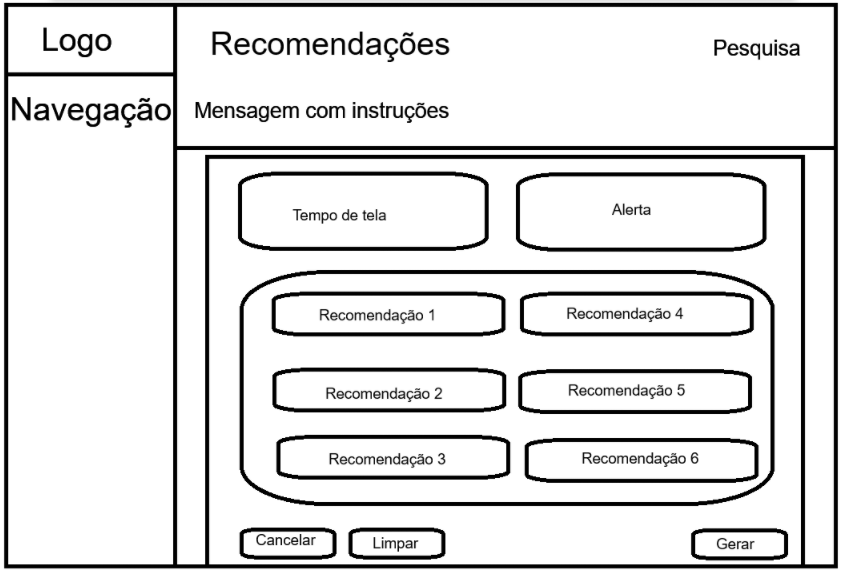 Logo
Recomendações
Pesquisa
Navegação
Mensagem com instruções
Tempo de tela
Alerta
Recomendação 1
Recomendação 4
Recomendação 2
Recomendação 5
Recomendação 3
Recomendação 6
Cancelar
Limpar
Gerar